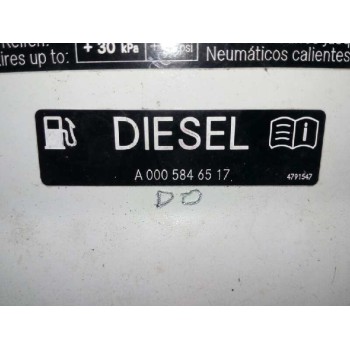 + 30 kPa
ires up to:
Neumáticos calientes
DIESEL
i
A 000 584 65 17
4791547
DO